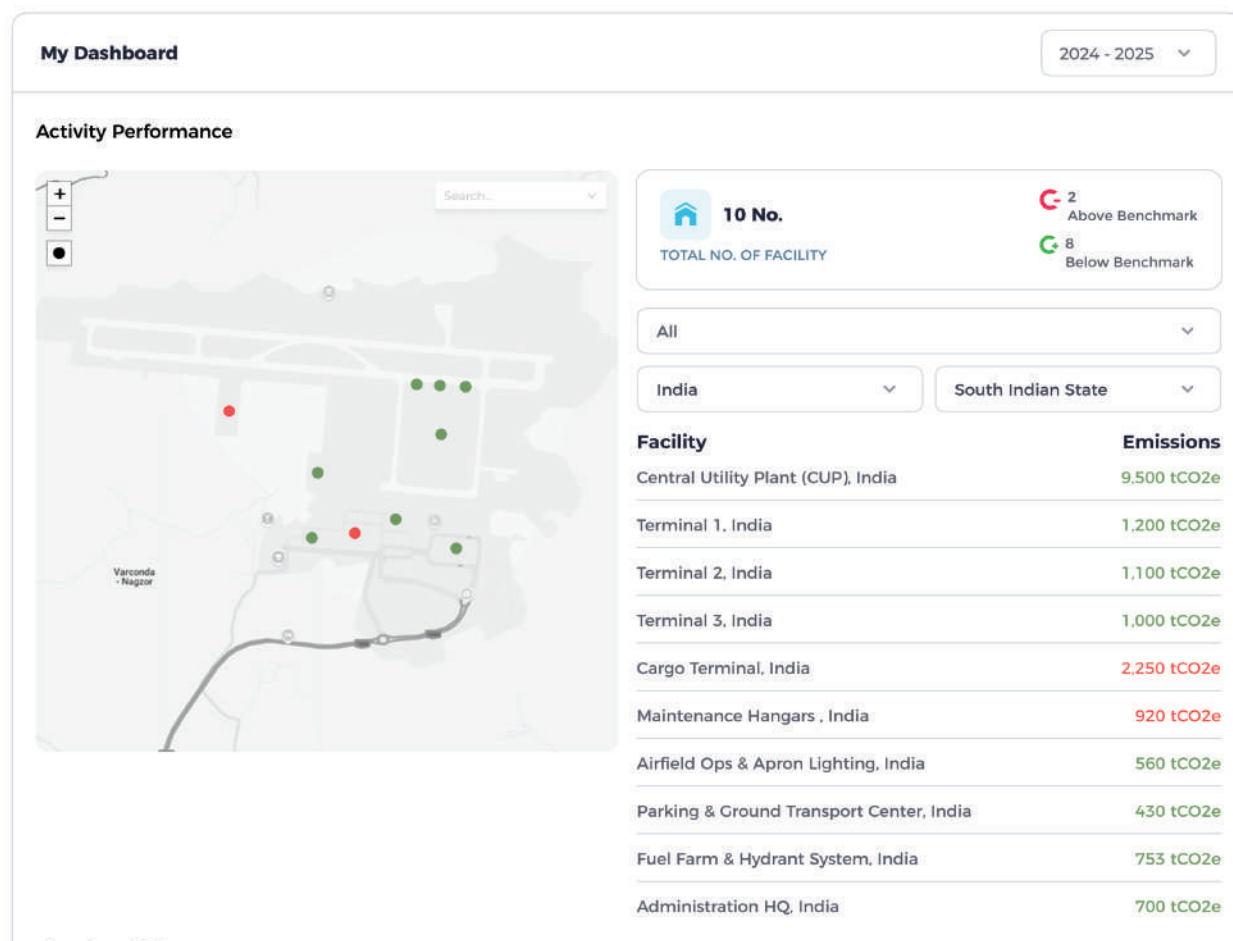 My Dashboard
2024 - 2025
Activity Performance
+
−
Search...
Varconda
- Nagzor
10 No.
TOTAL NO. OF FACILITY
2
Above Benchmark
8
Below Benchmark
All
India
South Indian State
Facility Emissions
Central Utility Plant (CUP), India 9,500 tCO2e
Terminal 1, India 1,200 tCO2e
Terminal 2, India 1,100 tCO2e
Terminal 3, India 1,000 tCO2e
Cargo Terminal, India 2,250 tCO2e
Maintenance Hangars , India 920 tCO2e
Airfield Ops & Apron Lighting, India 560 tCO2e
Parking & Ground Transport Center, India 430 tCO2e
Fuel Farm & Hydrant System, India 753 tCO2e
Administration HQ, India 700 tCO2e